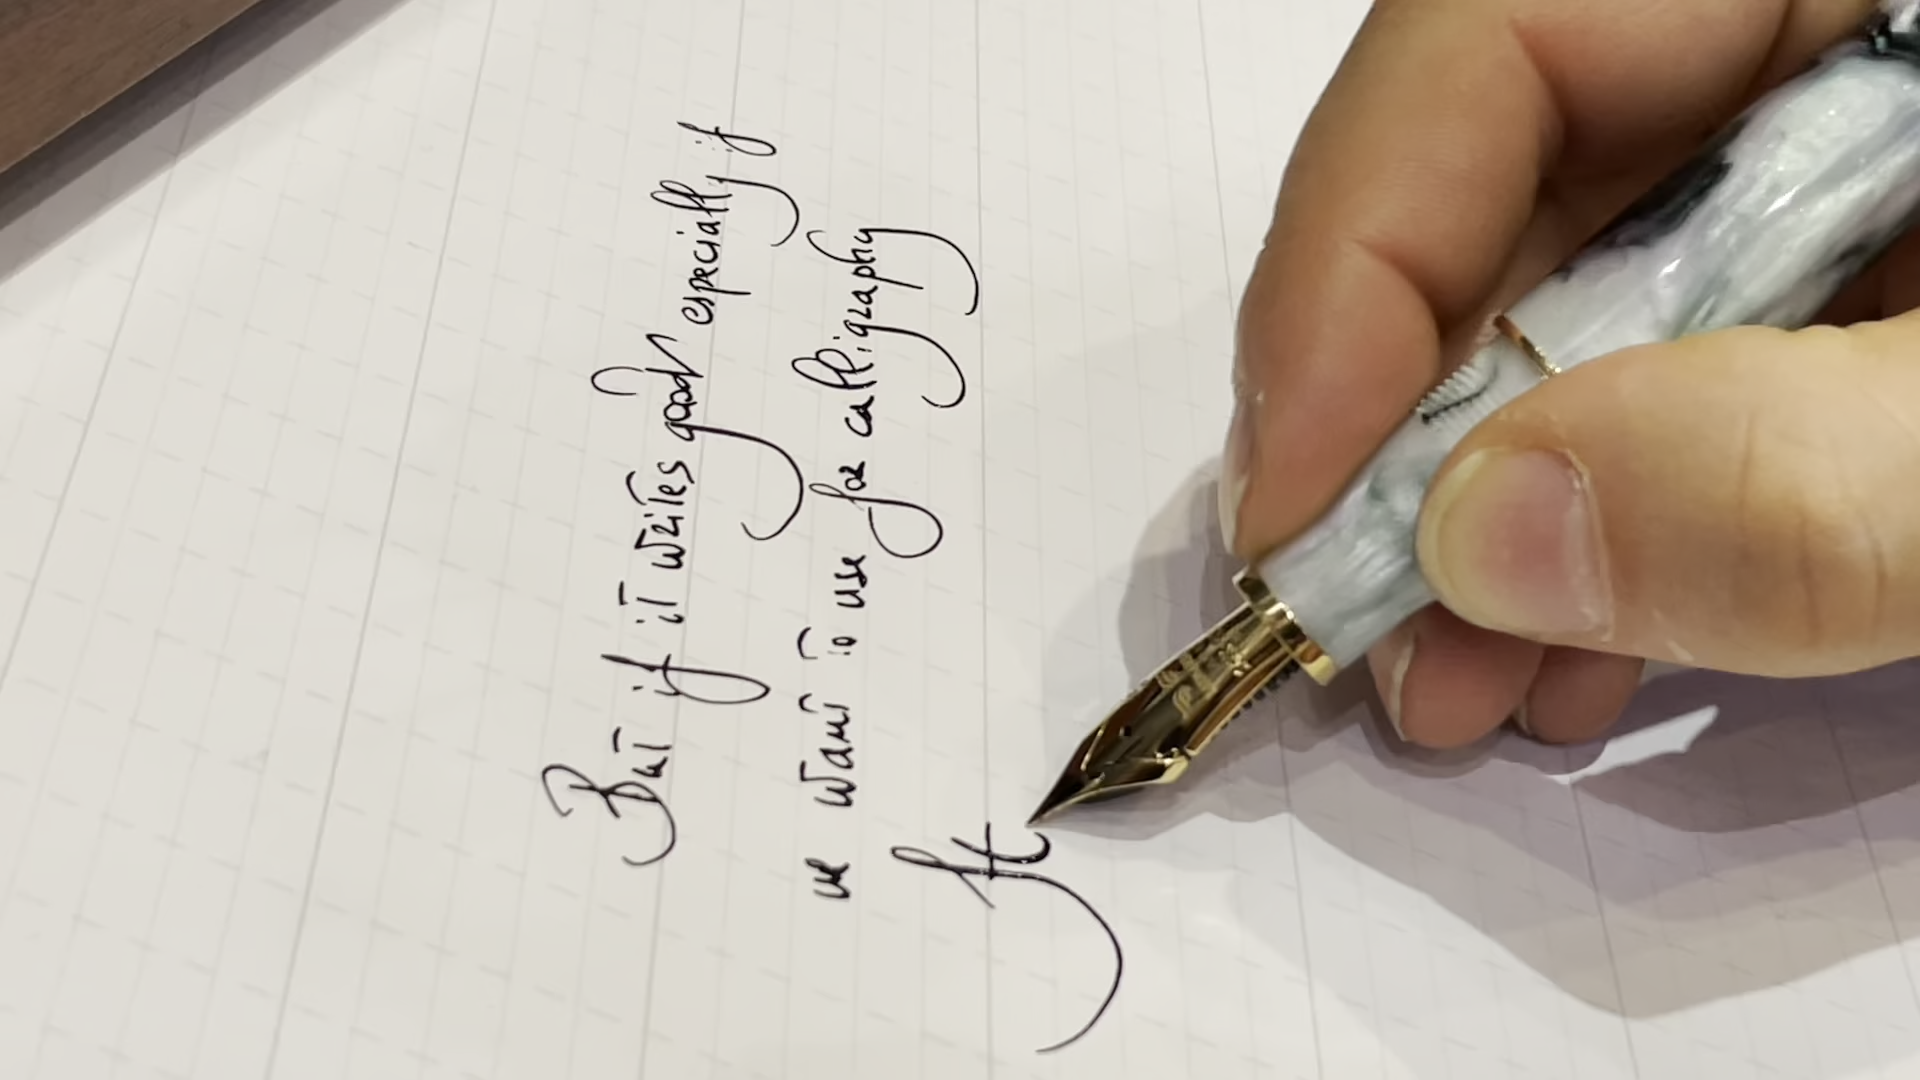 But if it writes good especially if
we want to use for calligraphy
It